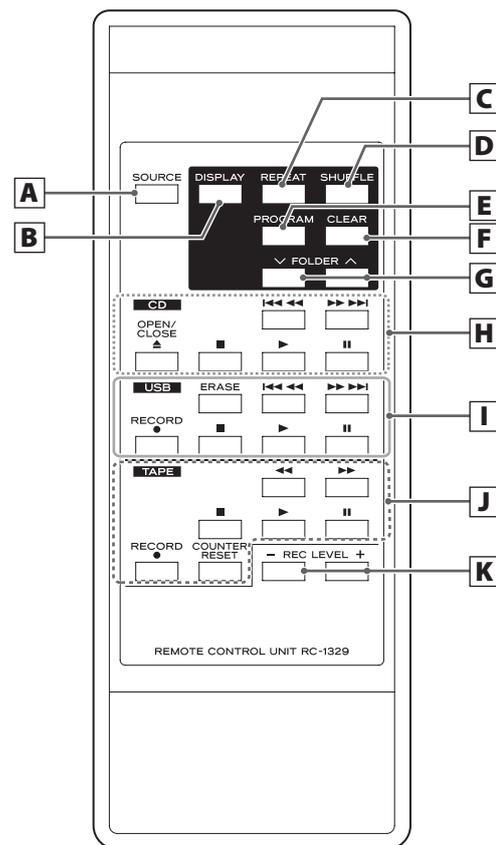 C
D
SOURCE DISPLAY REPEAT SHUFFLE
A
E
PROGRAM CLEAR
B
F
FOLDER
G
CD
OPEN/
CLOSE
H
USB ERASE
I
RECORD
TAPE
J
RECORD COUNTER
RESET
− REC LEVEL +
K
REMOTE CONTROL UNIT RC-1329